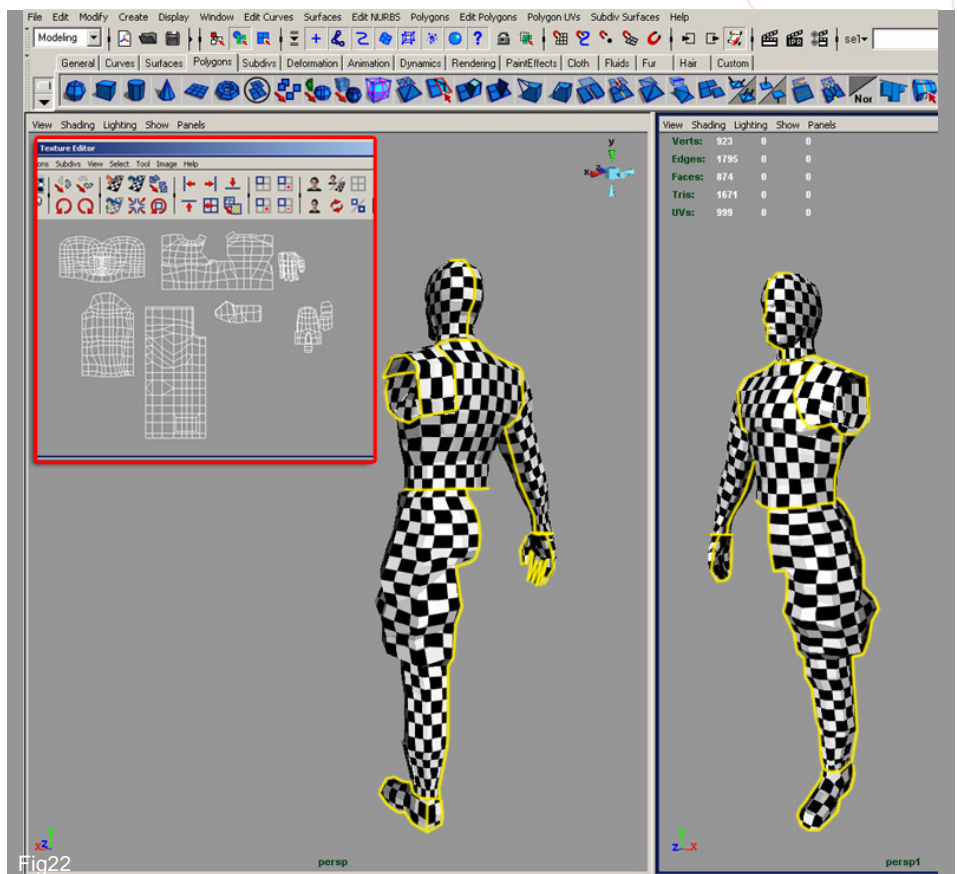 File Edit Modify Create Display Window Edit Curves Surfaces Edit NURBS Polygons Edit Polygons Polygon UVs Subdiv Surfaces Help
Modeling
sel
General Curves Surfaces Polygons Subdivs Deformation Animation Dynamics Rendering PaintEffects Cloth Fluids Fur Hair Custom
Nor
View Shading Lighting Show Panels
View Shading Lighting Show Panels
Texture Editor
ons Subdivs View Select Tool Image Help
y
x
z
Verts: 923 0 0
Edges: 1795 0 0
Faces: 874 0 0
Tris: 1671 0 0
UVs: 999 0 0
y
x z
y
z x
persp
persp1
Fig22